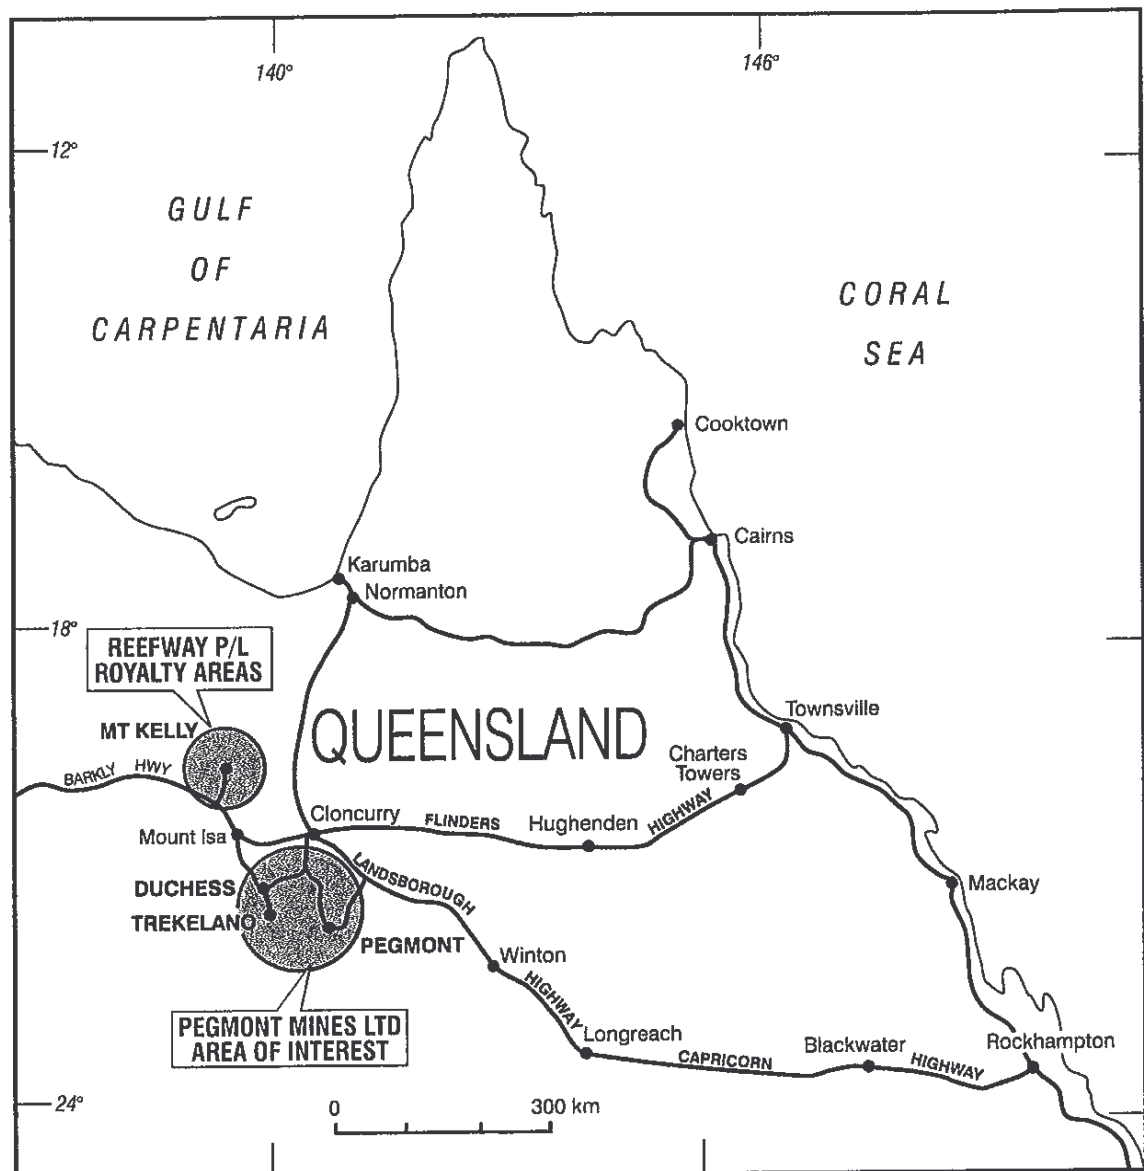 140°
146°
12°
GULF
OF
CARPENTARIA
CORAL
SEA
Cooktown
Cairns
Karumba
Normanton
18°
REEFWAY P/L
ROYALTY AREAS
MT KELLY
QUEENSLAND
Townsville
Charters
Towers
BARKLY HWY
Cloncurry
FLINDERS
Hughenden
HIGHWAY
Mount Isa
LANDSBOROUGH
DUCHESS
Mackay
TREKELANO
PEGMONT
Winton
HIGHWAY
PEGMONT MINES LTD
AREA OF INTEREST
Longreach
CAPRICORN
Blackwater
HIGHWAY
Rockhampton
24°
0
300 km